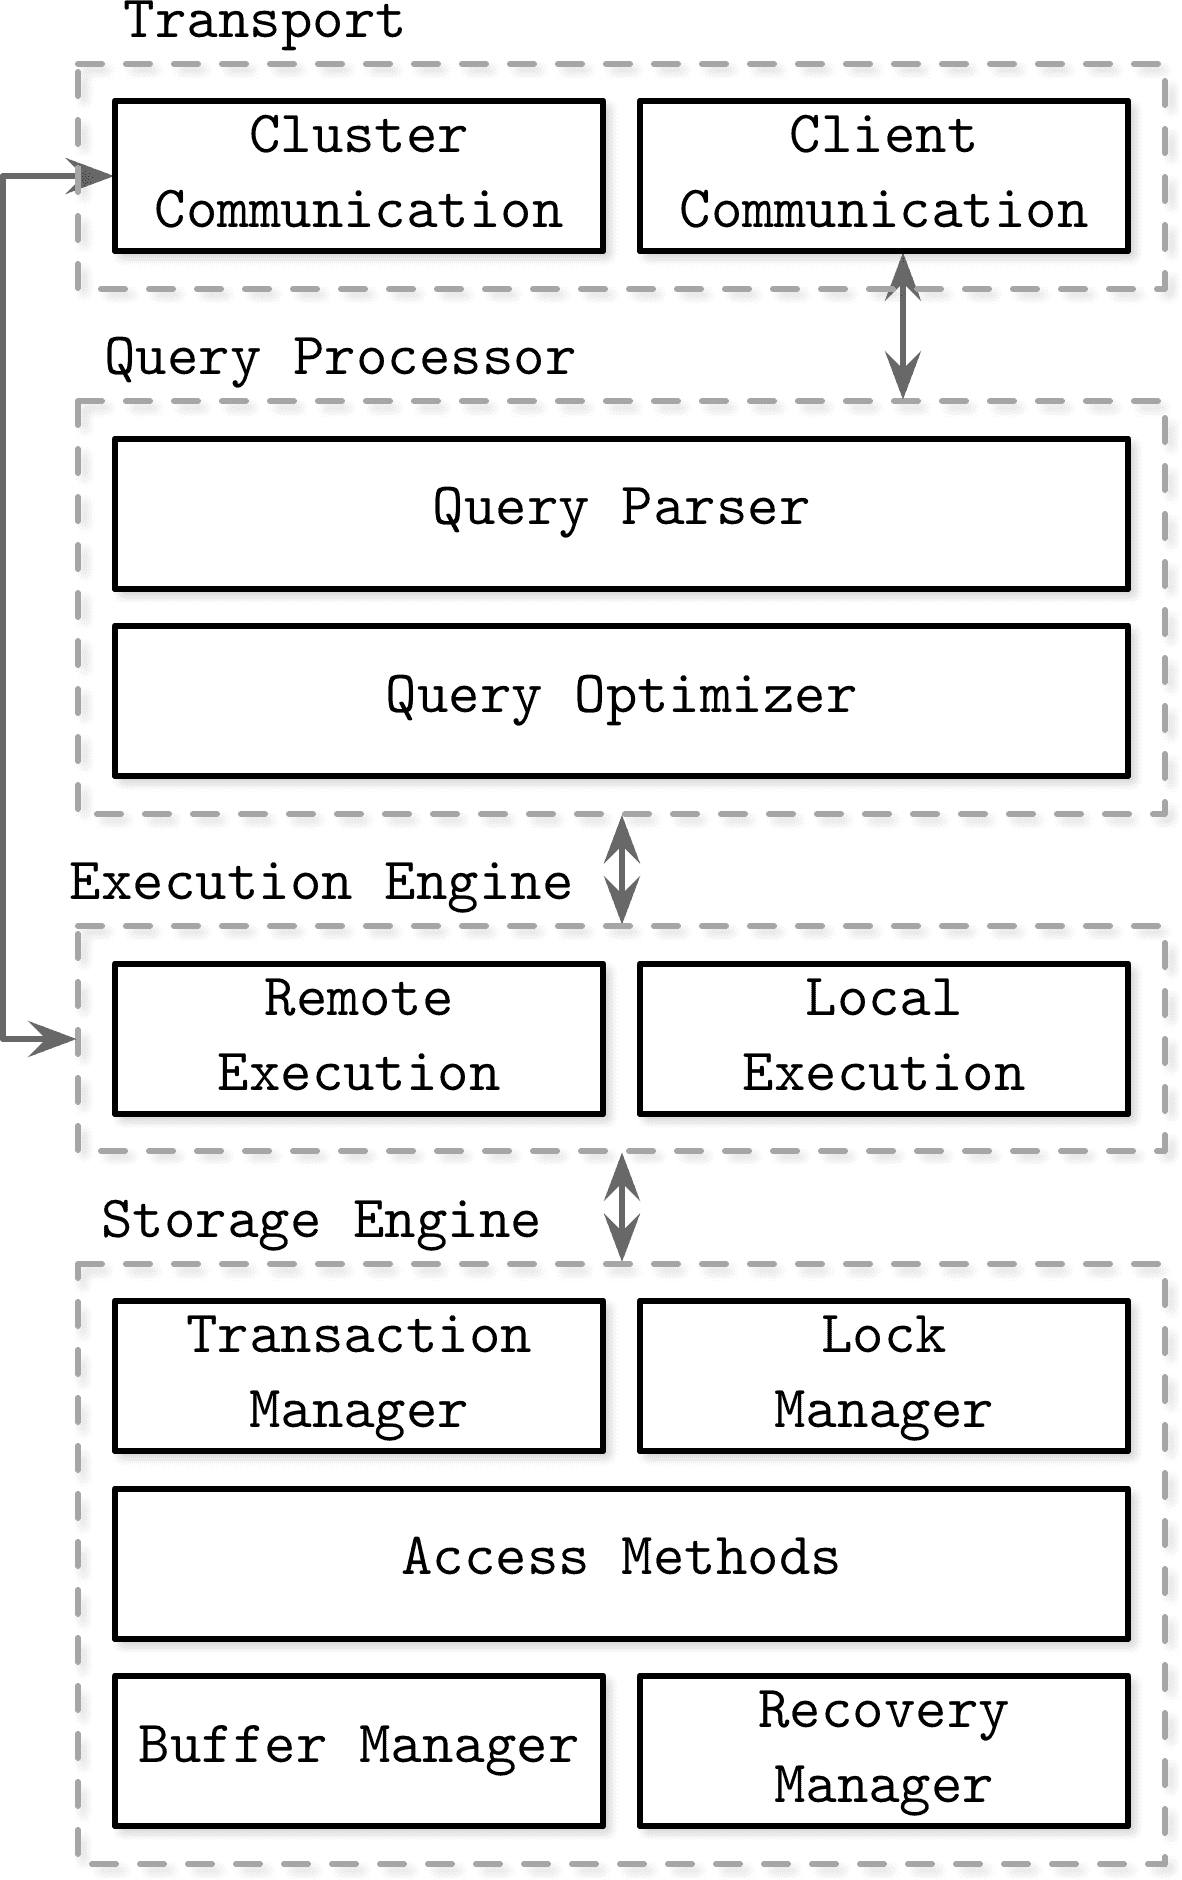 Transport
Cluster
Communication
Client
Communication
Query Processor
Query Parser
Query Optimizer
Execution Engine
Remote
Execution
Local
Execution
Storage Engine
Transaction
Manager
Lock
Manager
Access Methods
Buffer Manager
Recovery
Manager